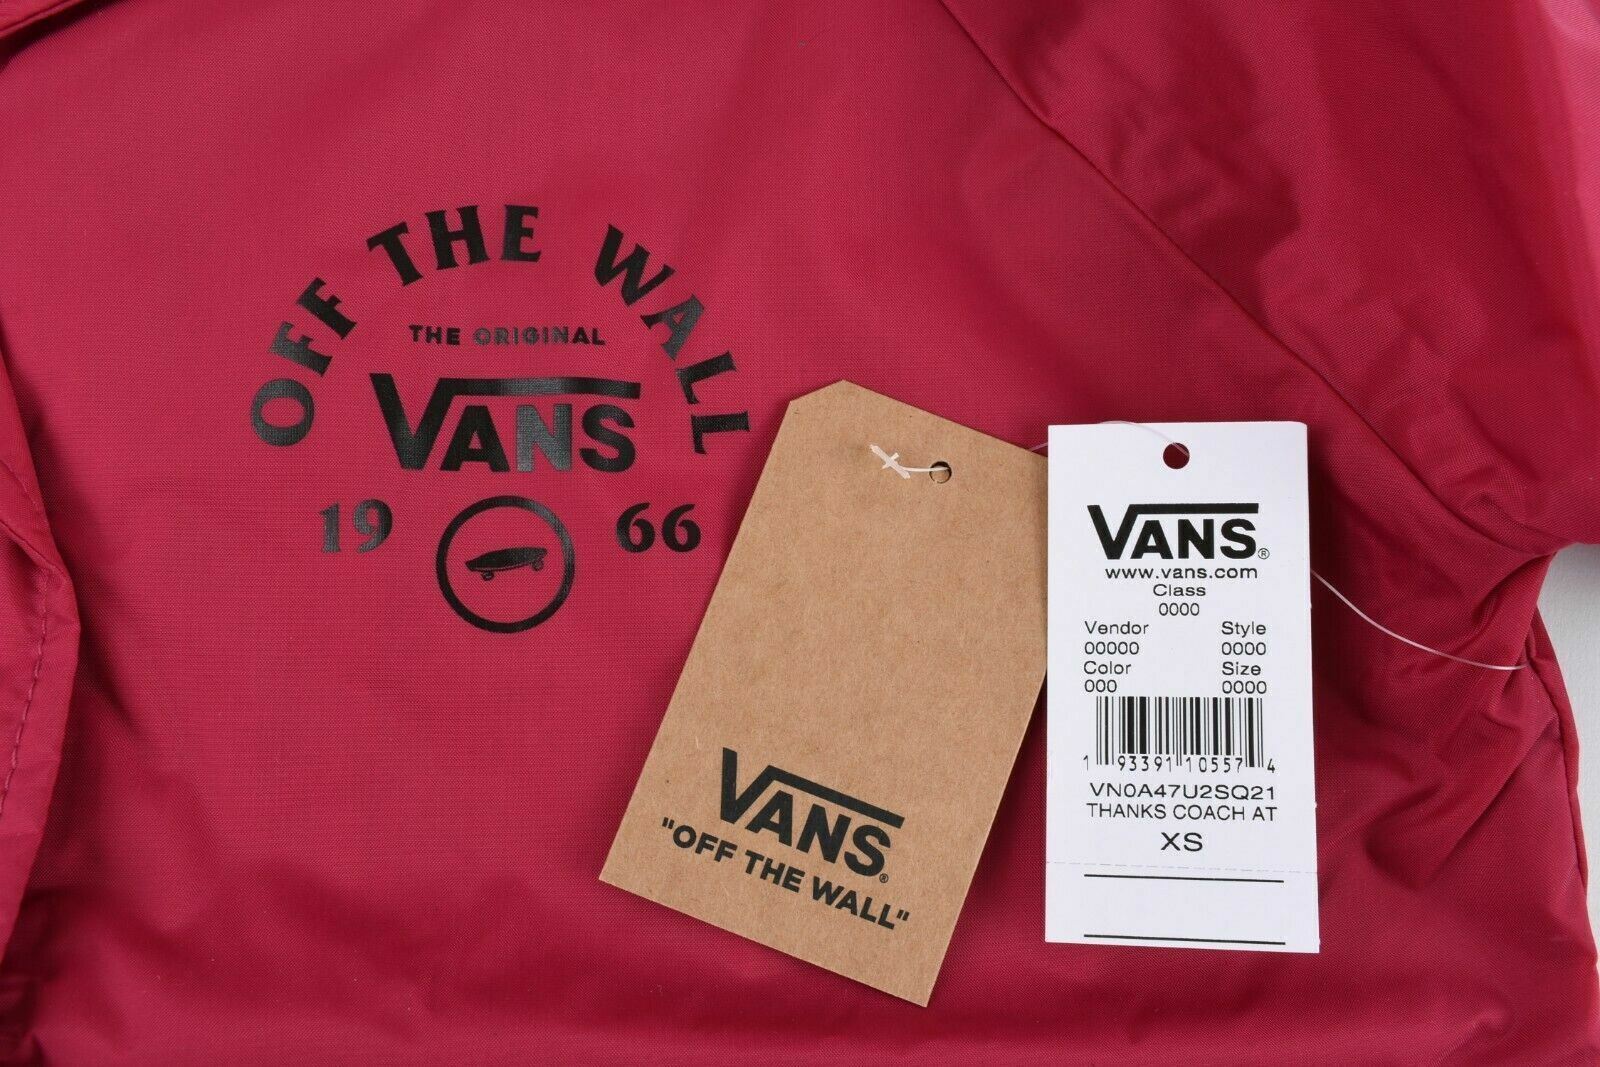 OFF THE WALL
THE ORIGINAL
VANS
19 66
VANS®
"OFF THE WALL"
VANS®
www.vans.com
Class
0000
Vendor Style
00000 0000
Color Size
000 0000
1 93391 10557 4
VN0A47U2SQ21
THANKS COACH AT
XS